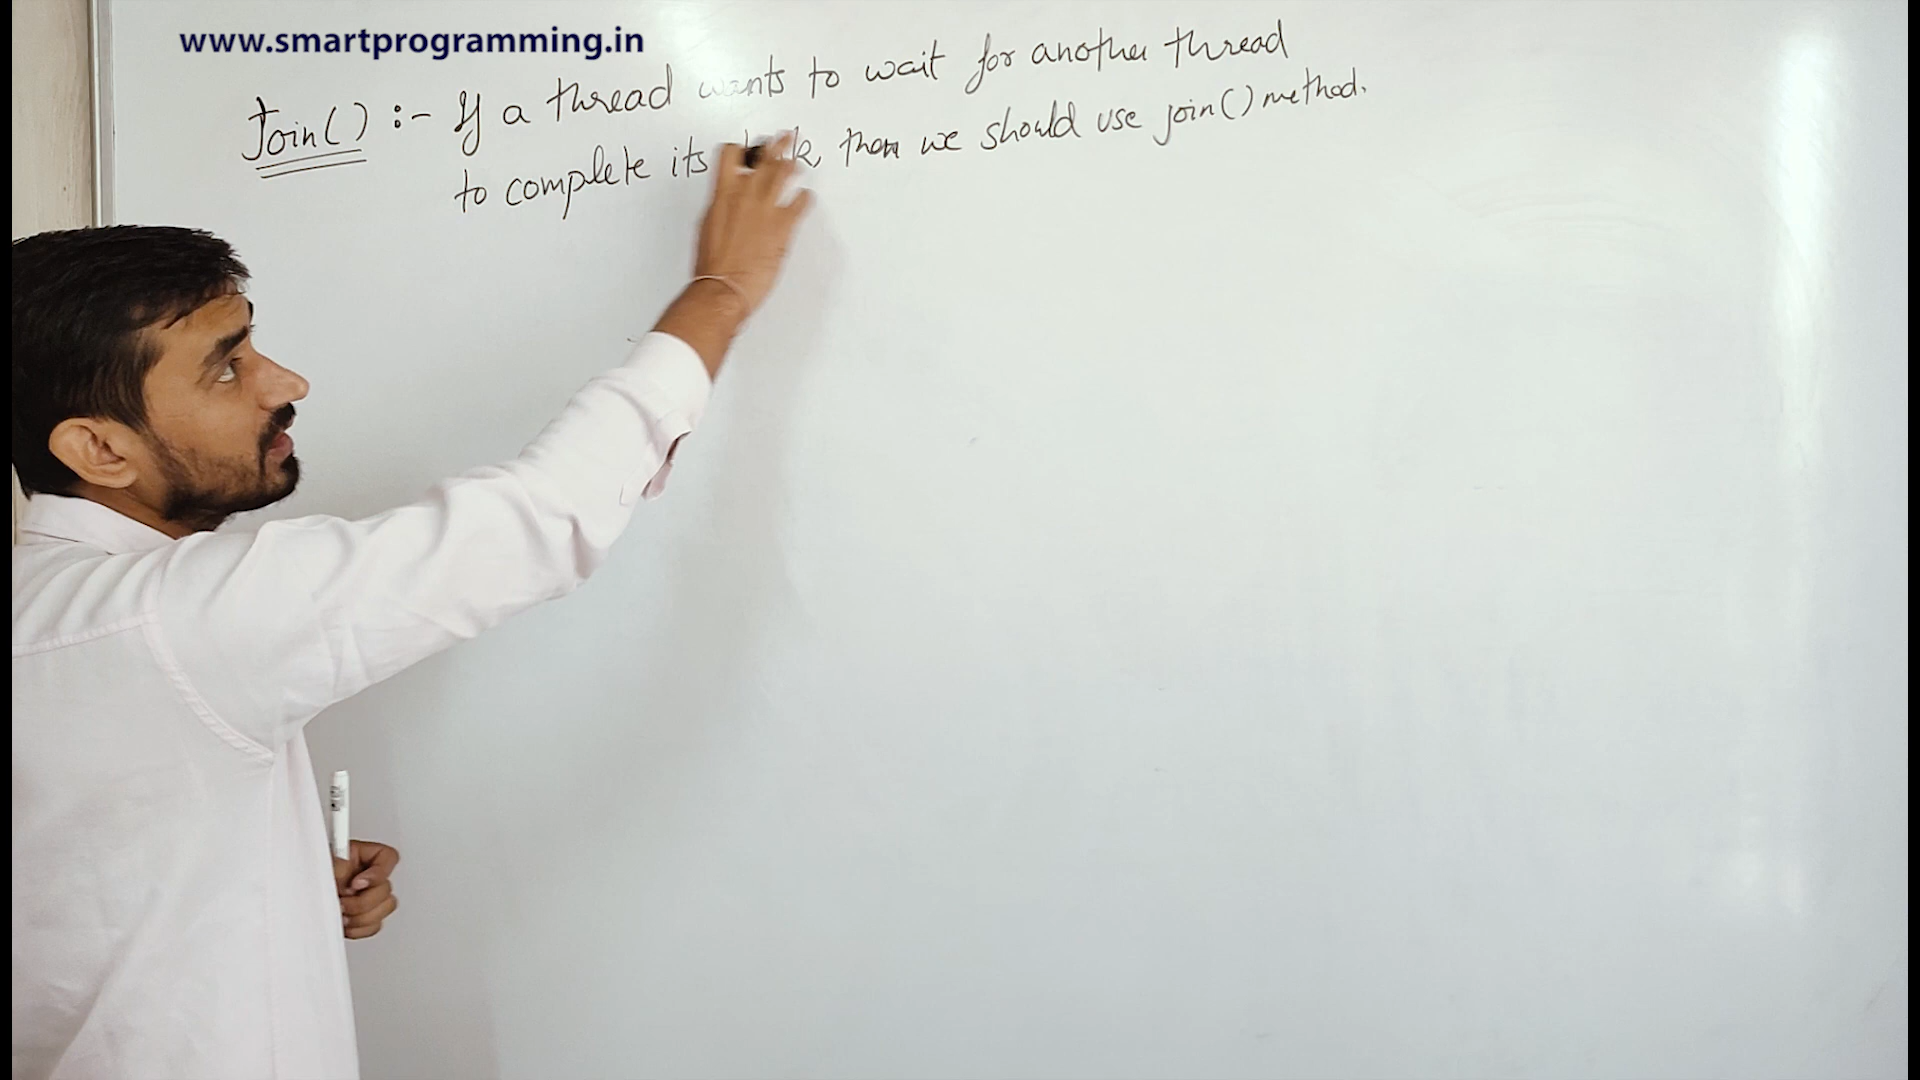 www.smartprogramming.in
Join() :- If a thread wants to wait for another thread
to complete its then we should use join() method.